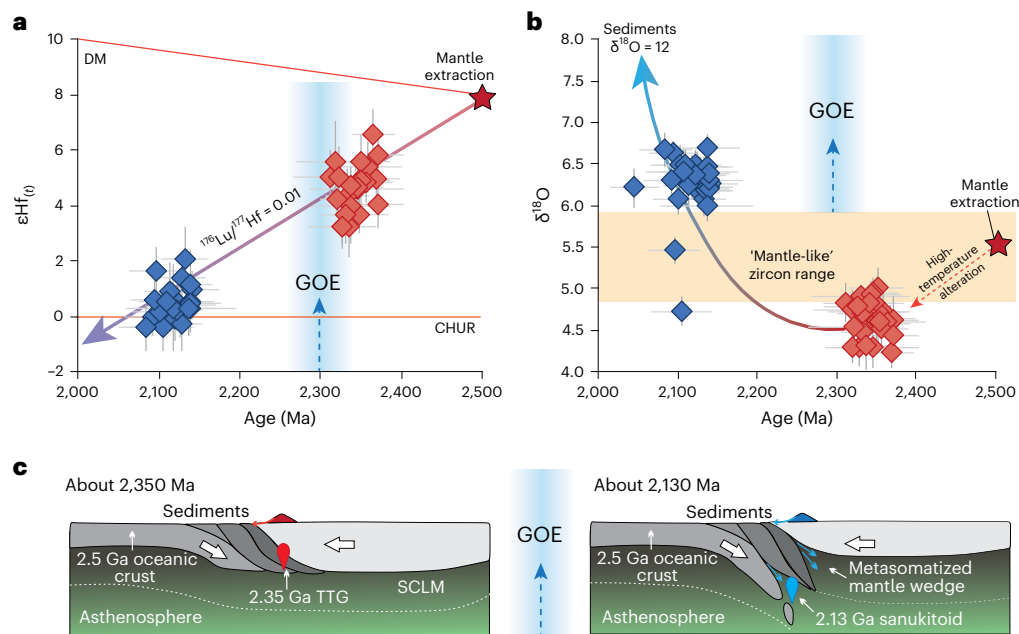 a
10
8
6
4
2
0
−2
εHf(t)
DM
Mantle
extraction
176Lu/177Hf = 0.01
GOE
CHUR
2,000
2,100
2,200
2,300
2,400
2,500
Age (Ma)
b
8.0
7.5
7.0
6.5
6.0
5.5
5.0
4.5
4.0
δ18O
Sediments
δ18O = 12
GOE
Mantle
extraction
'Mantle-like'
zircon range
High-
temperature
alteration
2,000
2,100
2,200
2,300
2,400
2,500
Age (Ma)
c
About 2,350 Ma
Sediments
2.5 Ga oceanic
crust
2.35 Ga TTG
SCLM
Asthenosphere
GOE
About 2,130 Ma
Sediments
2.5 Ga oceanic
crust
Metasomatized
mantle wedge
2.13 Ga sanukitoid
Asthenosphere